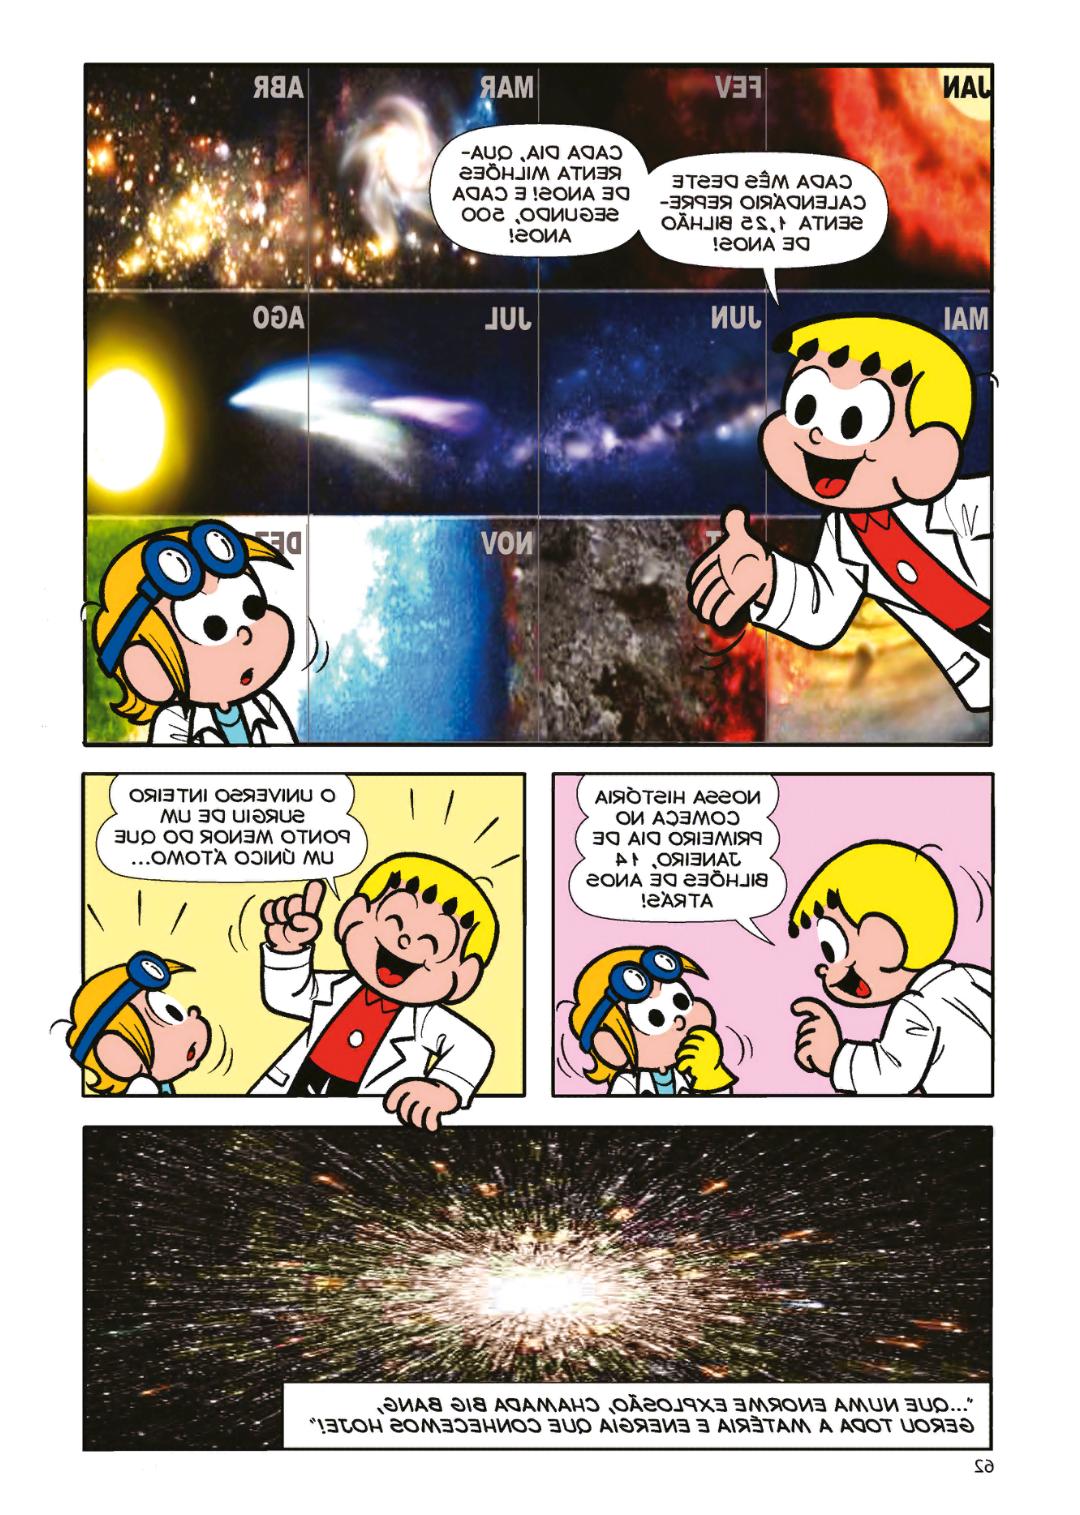 JAN
FEV
MAR
ABR
CADA MÊS DESTE
CALENDÁRIO REPRE-
SENTA 1,25 BILHÃO
DE ANOS!
CADA DIA, QUA-
RENTA MILHÕES
DE ANOS! E CADA
SEGUNDO, 500
ANOS!
MAI
JUN
JUL
AGO
T
NOV
DEZ
NOSSA HISTÓRIA
COMEÇA NO
PRIMEIRO DIA DE
JANEIRO, 14
BILHÕES DE ANOS
ATRÁS!
O UNIVERSO INTEIRO
SURGIU DE UM
PONTO MENOR DO QUE
UM ÚNICO ÁTOMO...
"...QUE NUMA ENORME EXPLOSÃO, CHAMADA BIG BANG,
GEROU TODA A MATÉRIA E ENERGIA QUE CONHECEMOS HOJE!"
62